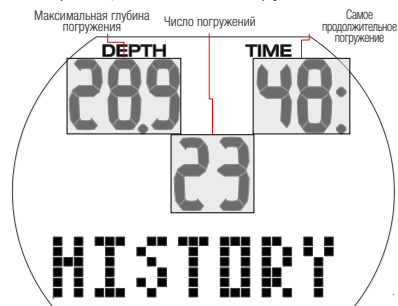 Максимальная глубина
погружения
Число погружений
Самое
продолжительное
погружение
DEPTH
TIME
28.9
48:
23
HISTORY